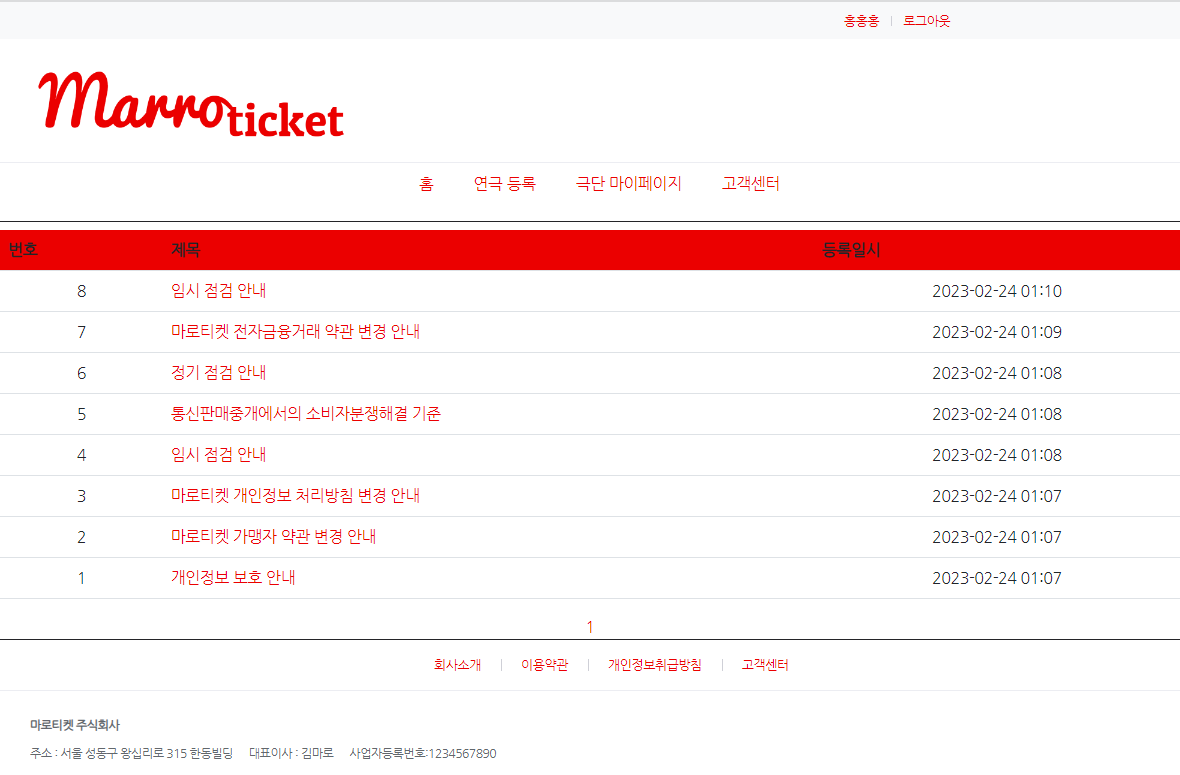 홍홍홍 로그아웃
Marroticket
홈 연극 등록 극단 마이페이지 고객센터
번호 제목 등록일시
8 임시 점검 안내 2023-02-24 01:10
7 마로티켓 전자금융거래 약관 변경 안내 2023-02-24 01:09
6 정기 점검 안내 2023-02-24 01:08
5 통신판매중개에서의 소비자분쟁해결 기준 2023-02-24 01:08
4 임시 점검 안내 2023-02-24 01:08
3 마로티켓 개인정보 처리방침 변경 안내 2023-02-24 01:07
2 마로티켓 가맹자 약관 변경 안내 2023-02-24 01:07
1 개인정보 보호 안내 2023-02-24 01:07
1
회사소개 이용약관 개인정보취급방침 고객센터
마로티켓 주식회사
주소 : 서울 성동구 왕십리로 315 한동빌딩 대표이사 : 김마로 사업자등록번호:1234567890